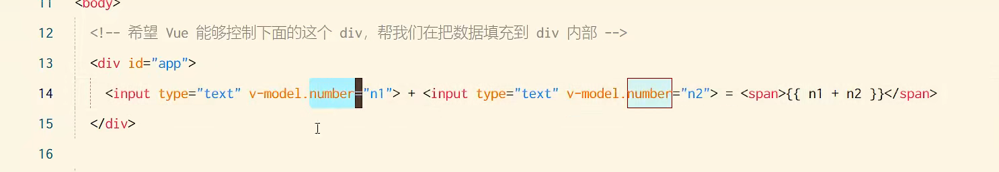 11 <body>
12 <!-- 希望 Vue 能够控制下面的这个 div，帮我们在把数据填充到 div 内部 -->
13 <div id="app">
14 <input type="text" v-model.number="n1"> + <input type="text" v-model.number="n2"> = <span>{{ n1 + n2 }}</span>
15 </div>
16